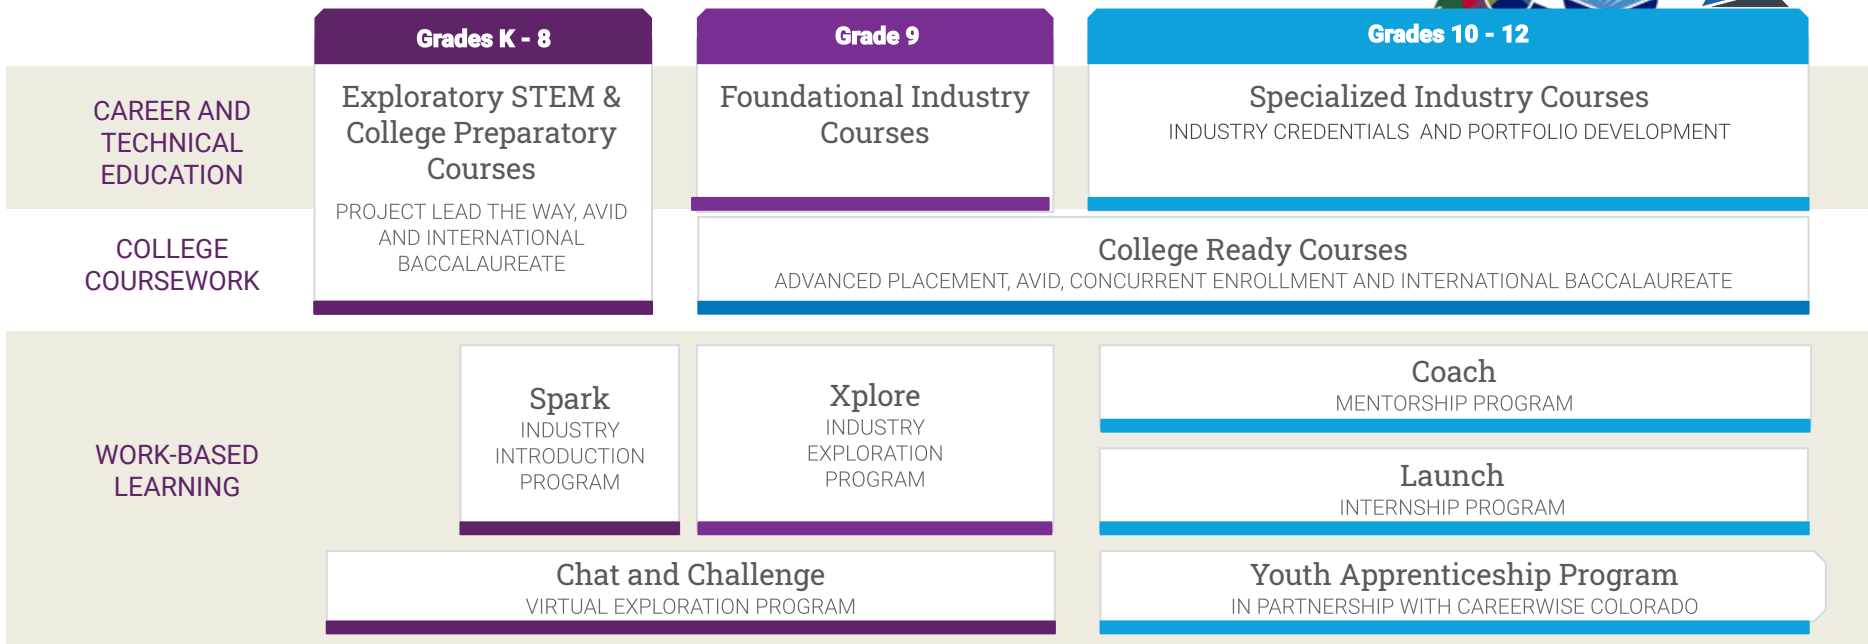 Grades K - 8
Grade 9
Grades 10 - 12
CAREER AND
TECHNICAL
EDUCATION
Exploratory STEM &
College Preparatory
Courses
PROJECT LEAD THE WAY, AVID
AND INTERNATIONAL
BACCALAUREATE
Foundational Industry
Courses
Specialized Industry Courses
INDUSTRY CREDENTIALS AND PORTFOLIO DEVELOPMENT
COLLEGE
COURSEWORK
College Ready Courses
ADVANCED PLACEMENT, AVID, CONCURRENT ENROLLMENT AND INTERNATIONAL BACCALAUREATE
WORK-BASED
LEARNING
Spark
INDUSTRY
INTRODUCTION
PROGRAM
Xplore
INDUSTRY
EXPLORATION
PROGRAM
Coach
MENTORSHIP PROGRAM
Launch
INTERNSHIP PROGRAM
Chat and Challenge
VIRTUAL EXPLORATION PROGRAM
Youth Apprenticeship Program
IN PARTNERSHIP WITH CAREERWISE COLORADO